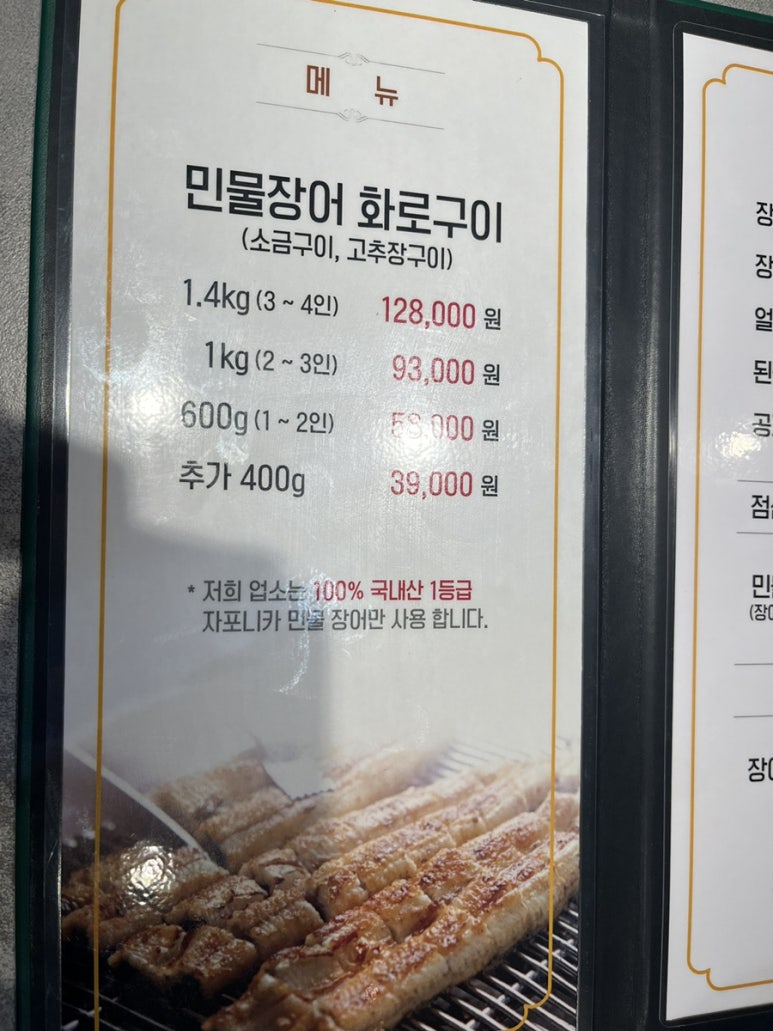 메 뉴
민물장어 화로구이
(소금구이, 고추장구이)
1.4kg (3 ~ 4인) 128,000 원
1kg (2 ~ 3인) 93,000 원
600g (1 ~ 2인) 58,000 원
추가 400g 39,000 원
* 저희 업소는 100% 국내산 1등급
자포니카 민물 장어만 사용 합니다.